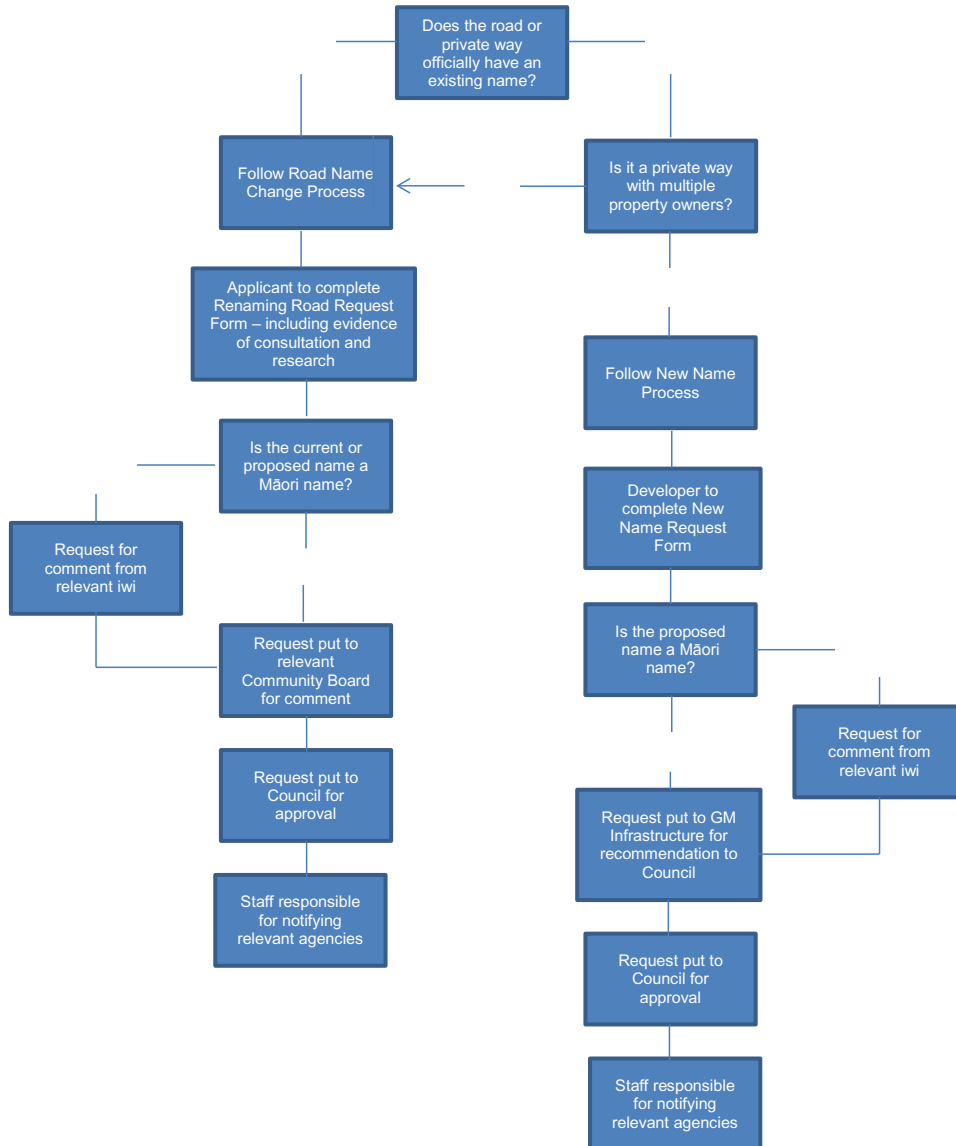 Does the road or
private way
officially have an
existing name?
Follow Road Name
Change Process
Is it a private way
with multiple
property owners?
Applicant to complete
Renaming Road Request
Form – including evidence
of consultation and
research
Follow New Name
Process
Is the current or
proposed name a
Māori name?
Developer to
complete New
Name Request
Form
Request for
comment from
relevant iwi
Request put to
relevant
Community Board
for comment
Is the proposed
name a Māori
name?
Request for
comment from
relevant iwi
Request put to
Council for
approval
Request put to GM
Infrastructure for
recommendation to
Council
Staff responsible
for notifying
relevant agencies
Request put to
Council for
approval
Staff responsible
for notifying
relevant agencies